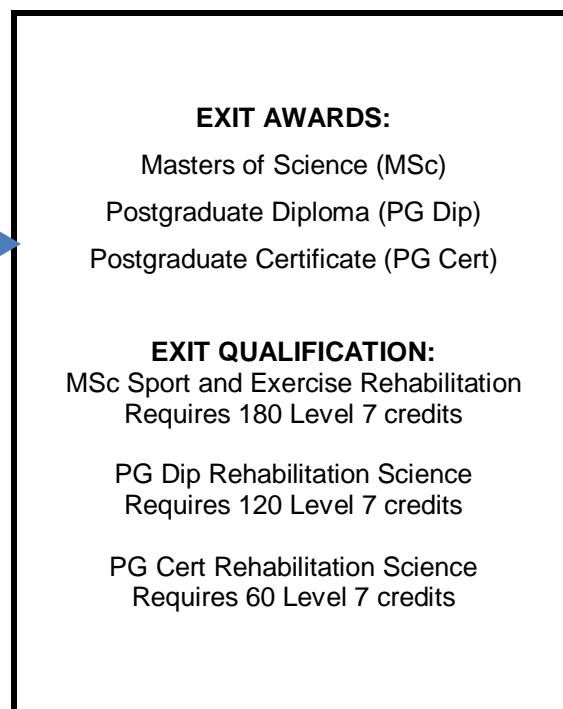 EXIT AWARDS:
Masters of Science (MSc)
Postgraduate Diploma (PG Dip)
Postgraduate Certificate (PG Cert)
EXIT QUALIFICATION:
MSc Sport and Exercise Rehabilitation
Requires 180 Level 7 credits
PG Dip Rehabilitation Science
Requires 120 Level 7 credits
PG Cert Rehabilitation Science
Requires 60 Level 7 credits